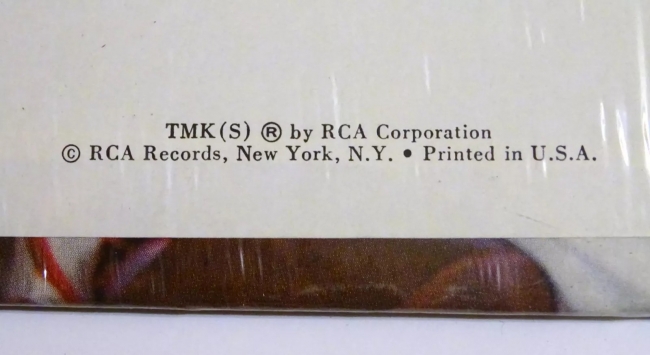 TMK(S) ® by RCA Corporation
© RCA Records, New York, N.Y. • Printed in U.S.A.